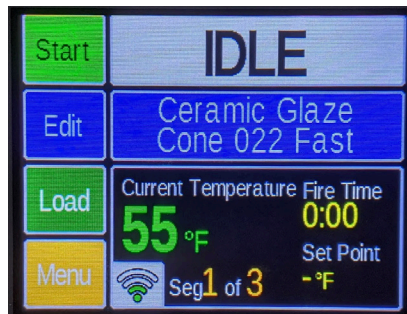 Start
IDLE
Edit
Ceramic Glaze
Cone 022 Fast
Load
Current Temperature
55 °F
Fire Time
0:00
Set Point
- °F
Menu
Seg 1 of 3